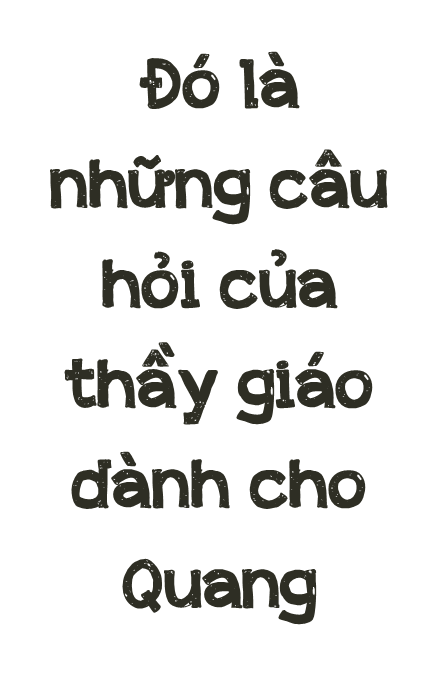 Đó là
những câu
hỏi của
thầy giáo
dành cho
Quang